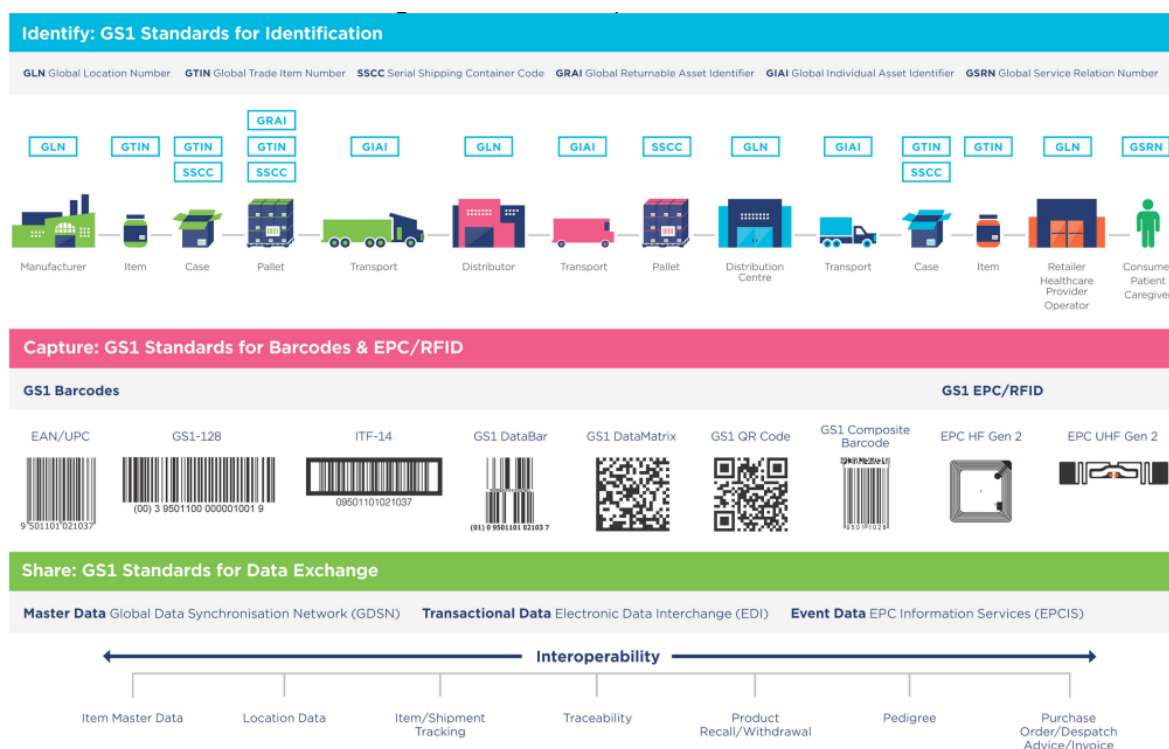 Identify: GS1 Standards for Identification
GLN Global Location Number GTIN Global Trade Item Number SSCC Serial Shipping Container Code GRAI Global Returnable Asset Identifier GIAI Global Individual Asset Identifier GSRN Global Service Relation Number
GRAI
GLN GTIN GTIN GTIN GIAI GLN GIAI SSCC GLN GIAI GTIN GTIN GLN GSRN
SSCC SSCC SSCC
Manufacturer Item Case Pallet Transport Distributor Transport Pallet Distribution Centre Transport Case Item Retailer Healthcare Provider Operator Consumer Patient Caregiver
Capture: GS1 Standards for Barcodes & EPC/RFID
GS1 Barcodes GS1 EPC/RFID
EAN/UPC GS1-128 ITF-14 GS1 DataBar GS1 DataMatrix GS1 QR Code GS1 Composite Barcode EPC HF Gen 2 EPC UHF Gen 2
9 501101 021037
(00) 3 9501100 000001001 9
09501101021037
(01) 0 9501101 02103 7
9501 1028
Share: GS1 Standards for Data Exchange
Master Data Global Data Synchronisation Network (GDSN) Transactional Data Electronic Data Interchange (EDI) Event Data EPC Information Services (EPCIS)
Interoperability
Item Master Data Location Data Item/Shipment Tracking Traceability Product Recall/Withdrawal Pedigree Purchase Order/Despatch Advice/Invoice